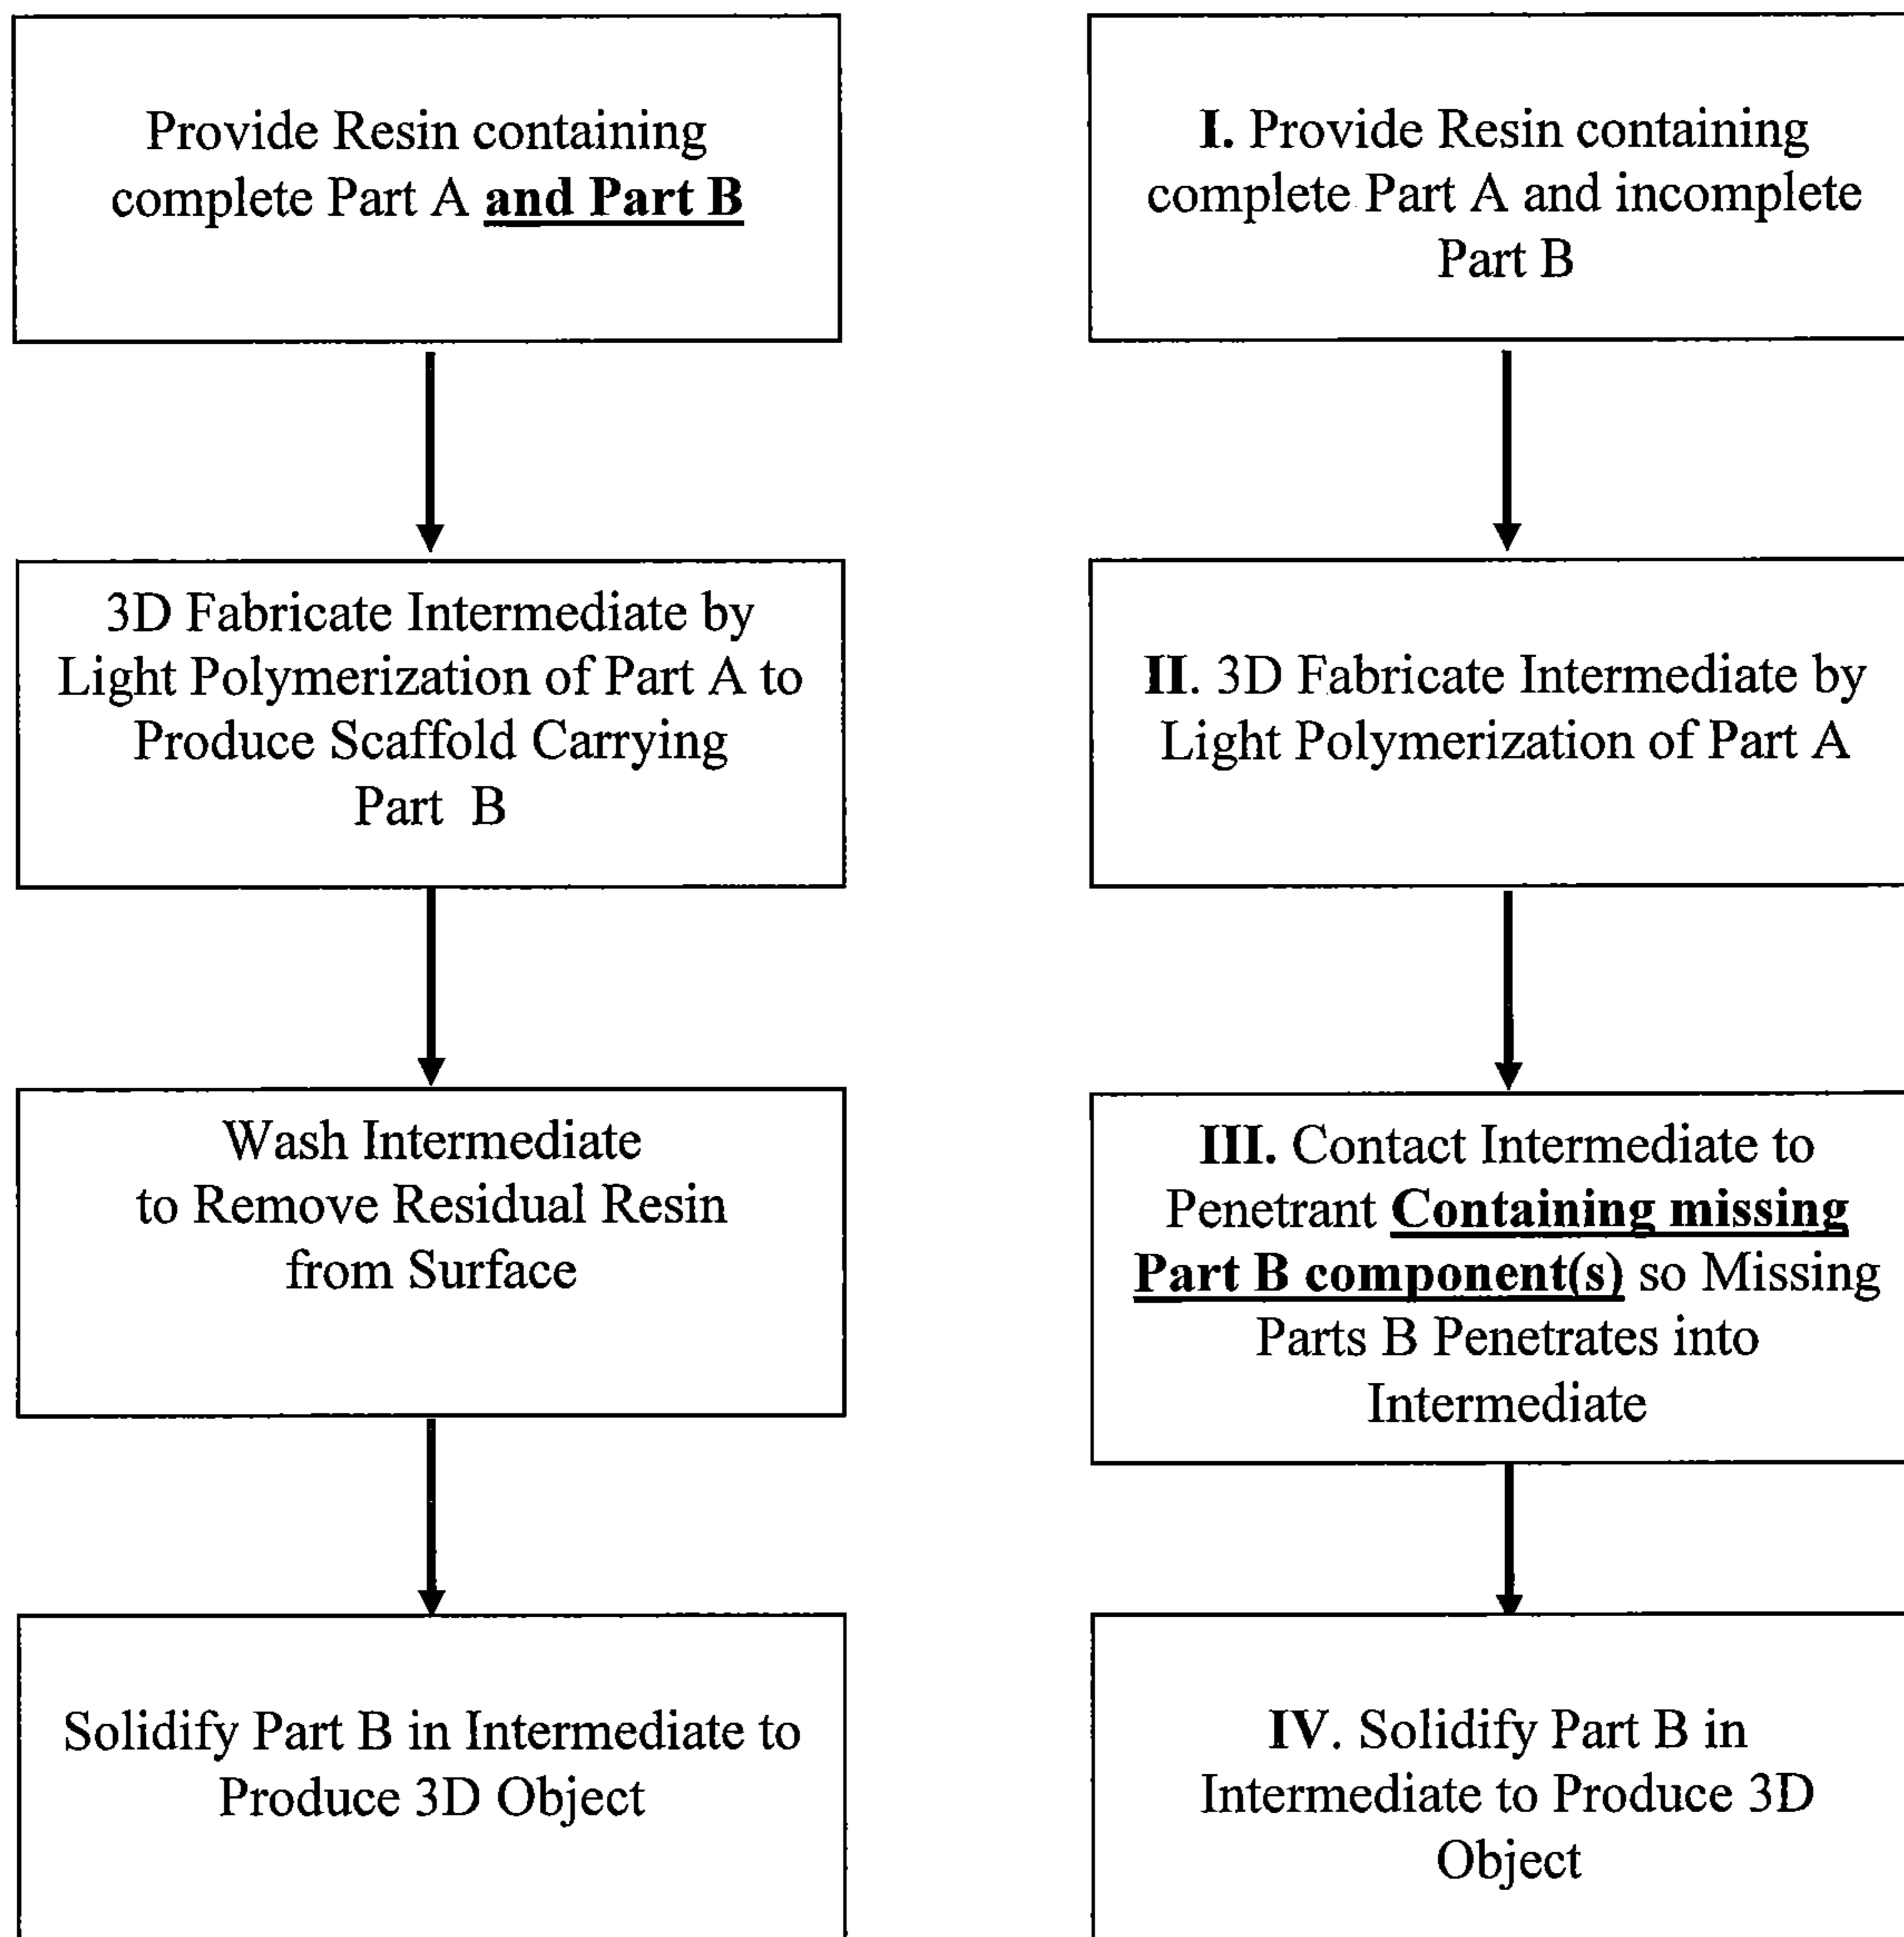 Provide Resin containing
complete Part A and Part B
3D Fabricate Intermediate by
Light Polymerization of Part A to
Produce Scaffold Carrying
Part B
Wash Intermediate
to Remove Residual Resin
from Surface
Solidify Part B in Intermediate to
Produce 3D Object
I. Provide Resin containing
complete Part A and incomplete
Part B
II. 3D Fabricate Intermediate by
Light Polymerization of Part A
III. Contact Intermediate to
Penetrant Containing missing
Part B component(s) so Missing
Parts B Penetrates into
Intermediate
IV. Solidify Part B in
Intermediate to Produce 3D
Object